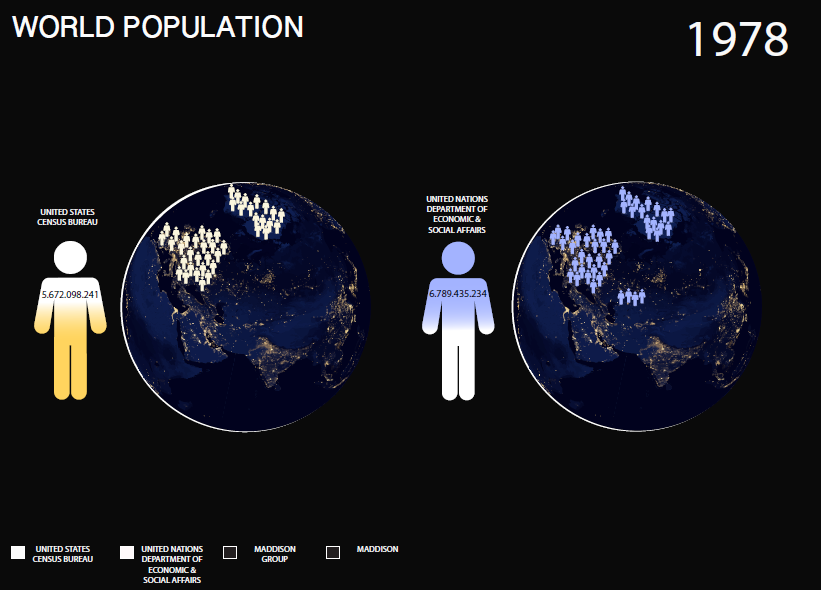 WORLD POPULATION
1978
UNITED STATES
CENSUS BUREAU
5.672.098.241
UNITED NATIONS
DEPARTMENT OF
ECONOMIC &
SOCIAL AFFAIRS
6.789.435.234
UNITED STATES
CENSUS BUREAU
UNITED NATIONS
DEPARTMENT OF
ECONOMIC &
SOCIAL AFFAIRS
MADDISON
GROUP
MADDISON